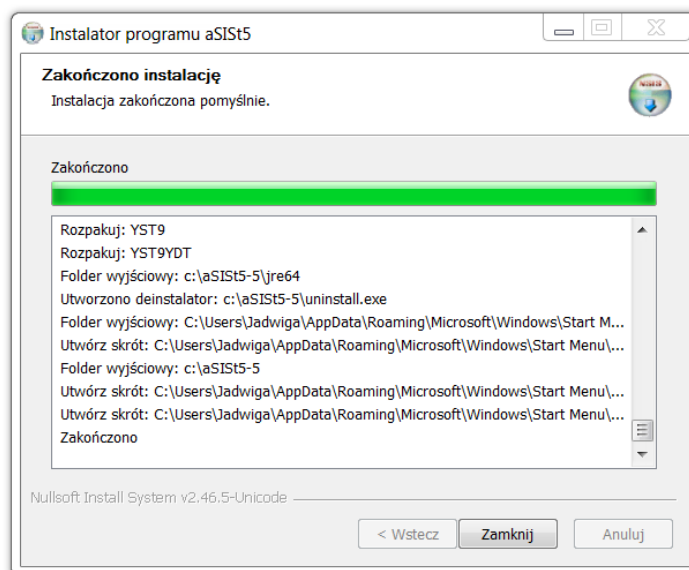 Instalator programu aSISt5
Zakończono instalację
Instalacja zakończona pomyślnie.
Zakończono
Rozpakuj: YST9
Rozpakuj: YST9YDT
Folder wyjściowy: c:\aSISt5-5\jre64
Utworzono deinstalator: c:\aSISt5-5\uninstall.exe
Folder wyjściowy: C:\Users\Jadwiga\AppData\Roaming\Microsoft\Windows\Start M...
Utwórz skrót: C:\Users\Jadwiga\AppData\Roaming\Microsoft\Windows\Start Menu\...
Folder wyjściowy: c:\aSISt5-5
Utwórz skrót: C:\Users\Jadwiga\AppData\Roaming\Microsoft\Windows\Start Menu\...
Utwórz skrót: C:\Users\Jadwiga\AppData\Roaming\Microsoft\Windows\Start Menu\...
Zakończono
Nullsoft Install System v2.46.5-Unicode
< Wstecz Zamknij Anuluj